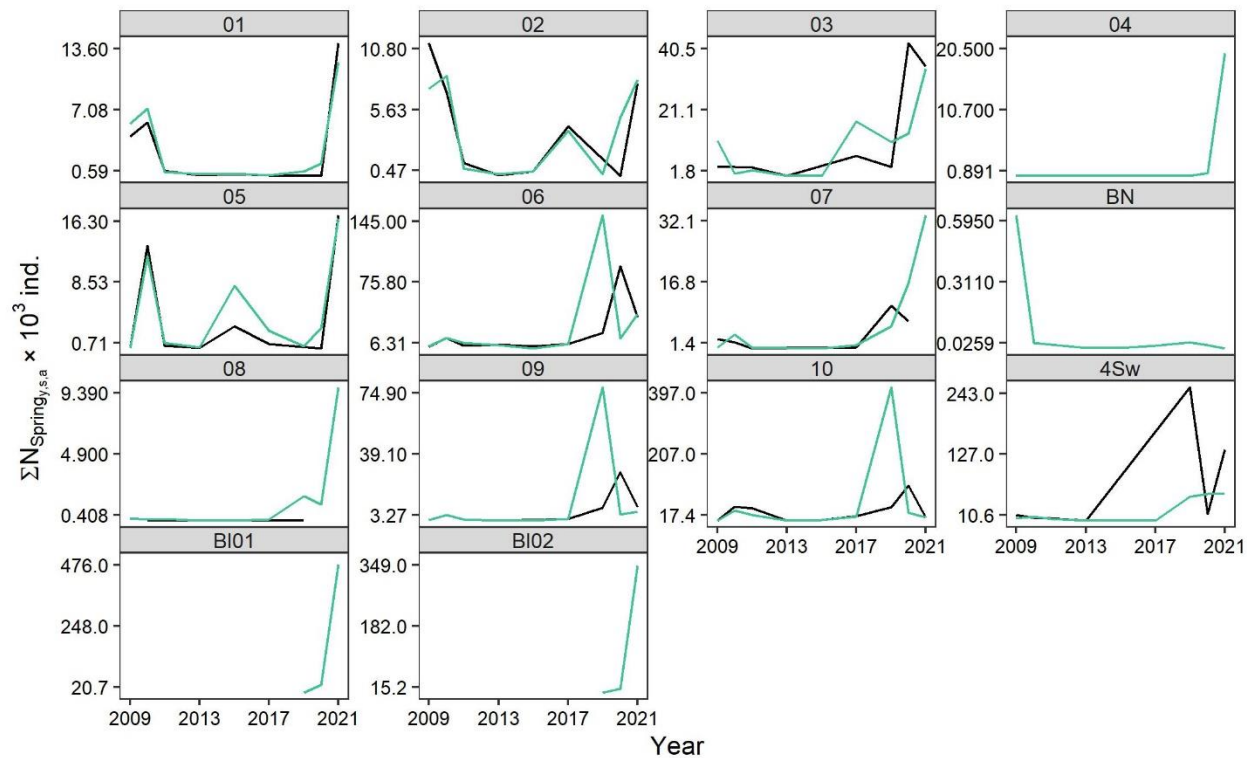 01 02 03 04
13.60 10.80 40.5 20.500
7.08 5.63 21.1 10.700
0.59 0.47 1.8 0.891
05 06 07 BN
16.30 145.00 32.1 0.5950
8.53 75.80 16.8 0.3110
0.71 6.31 1.4 0.0259
08 09 10 4Sw
9.390 74.90 397.0 243.0
4.900 39.10 207.0 127.0
0.408 3.27 17.4 10.6
2009 2013 2017 2021 2009 2013 2017 2021
BI01 BI02
476.0 349.0
248.0 182.0
20.7 15.2
2009 2013 2017 2021 2009 2013 2017 2021
Year
ΣN Spring y,s,a × 10³ ind.